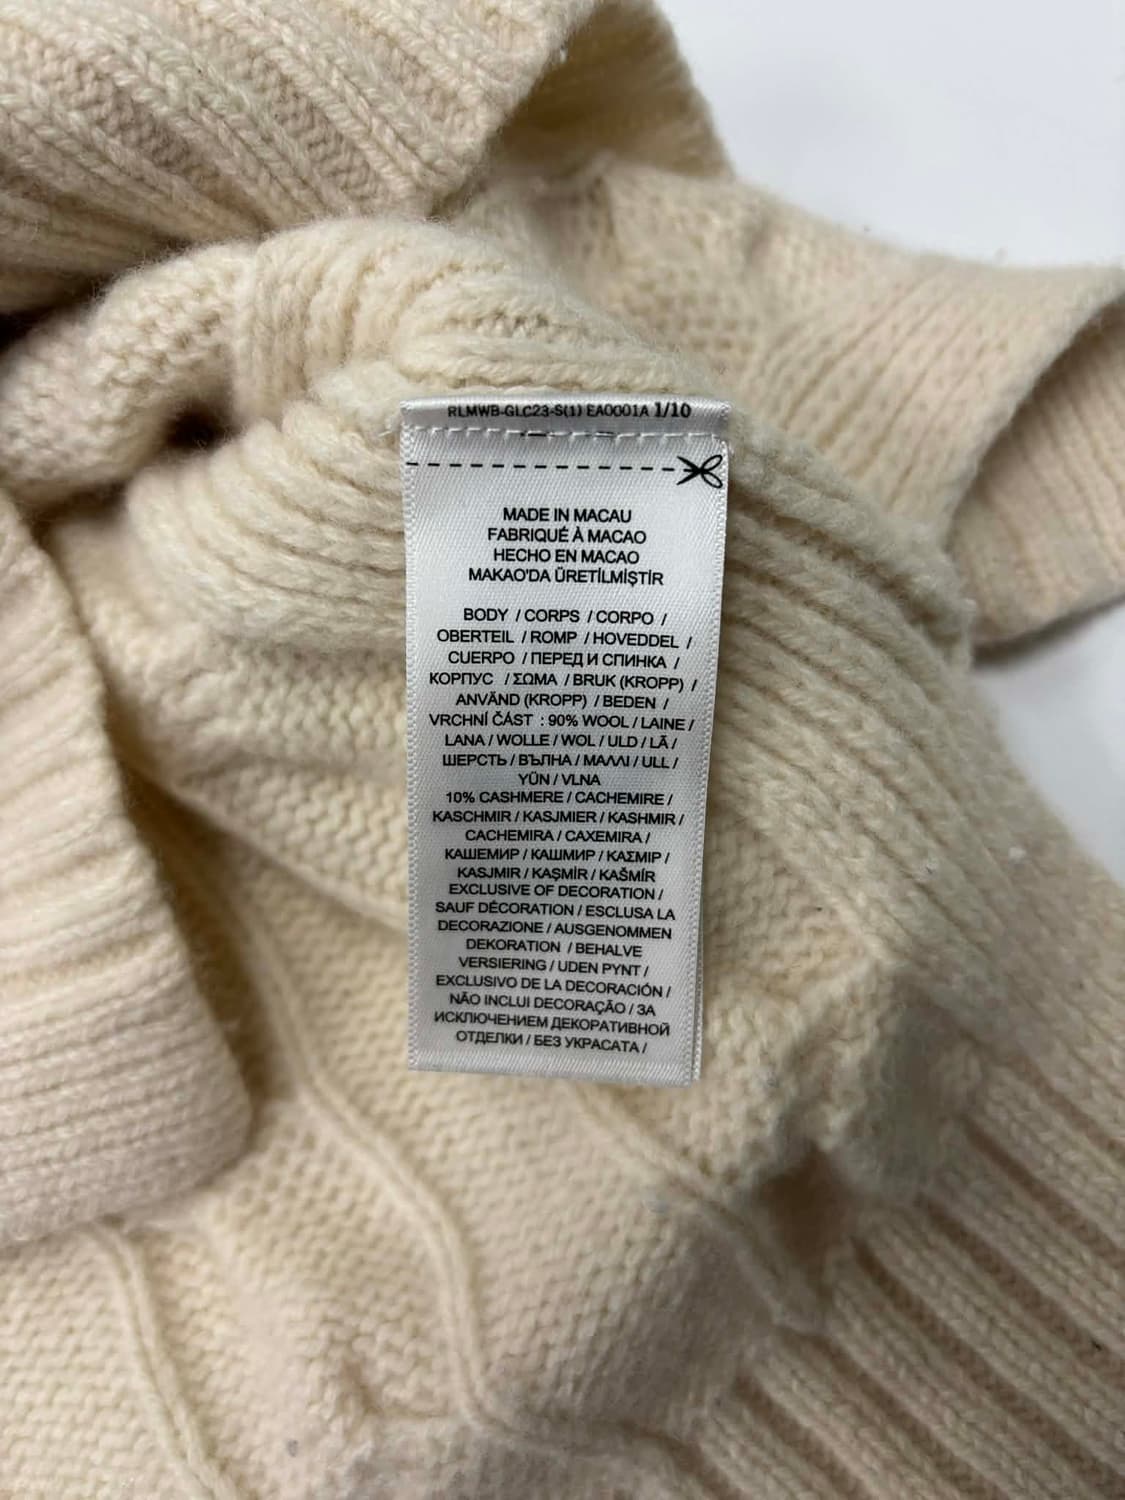 RLMWB-GLC23-S(1) EA0001A 1/10
MADE IN MACAU
FABRIQUÉ À MACAO
HECHO EN MACAO
MAKAO'DA ÜRETİLMİŞTİR
BODY / CORPS / CORPO /
OBERTEIL / ROMP / HOVEDDEL /
CUERPO / ПЕРЕД И СПИНКА /
КОРПУС / ΣΩΜΑ / BRUK (KROPP) /
ANVÄND (KROPP) / BEDEN /
VRCHNÍ ČÁST : 90% WOOL / LAINE /
LANA / WOLLE / WOL / ULD / LÃ /
ШЕРСТЬ / ВЪЛНА / ΜΑΛΛΙ / ULL /
YÜN / VLNA
10% CASHMERE / CACHEMIRE /
KASCHMIR / KASJMIER / KASHMIR /
CACHEMIRA / CAXEMIRA /
КАШЕМИР / КАШМИР / ΚΑΣΜΙΡ /
KASJMIR / KAŞMİR / KAŠMÍR
EXCLUSIVE OF DECORATION /
SAUF DÉCORATION / ESCLUSA LA
DECORAZIONE / AUSGENOMMEN
DEKORATION / BEHALVE
VERSIERING / UDEN PYNT /
EXCLUSIVO DE LA DECORACIÓN /
NÃO INCLUI DECORAÇÃO / ЗА
ИСКЛЮЧЕНИЕМ ДЕКОРАТИВНОЙ
ОТДЕЛКИ / БЕЗ УКРАСАТА /